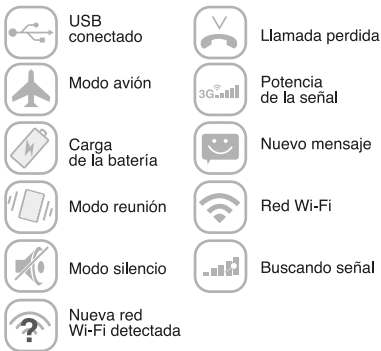 USB
conectado
Modo avión
Carga
de la batería
Modo reunión
Modo silencio
?
Nueva red
Wi-Fi detectada
Llamada perdida
3G
Potencia
de la señal
Nuevo mensaje
Red Wi-Fi
Buscando señal